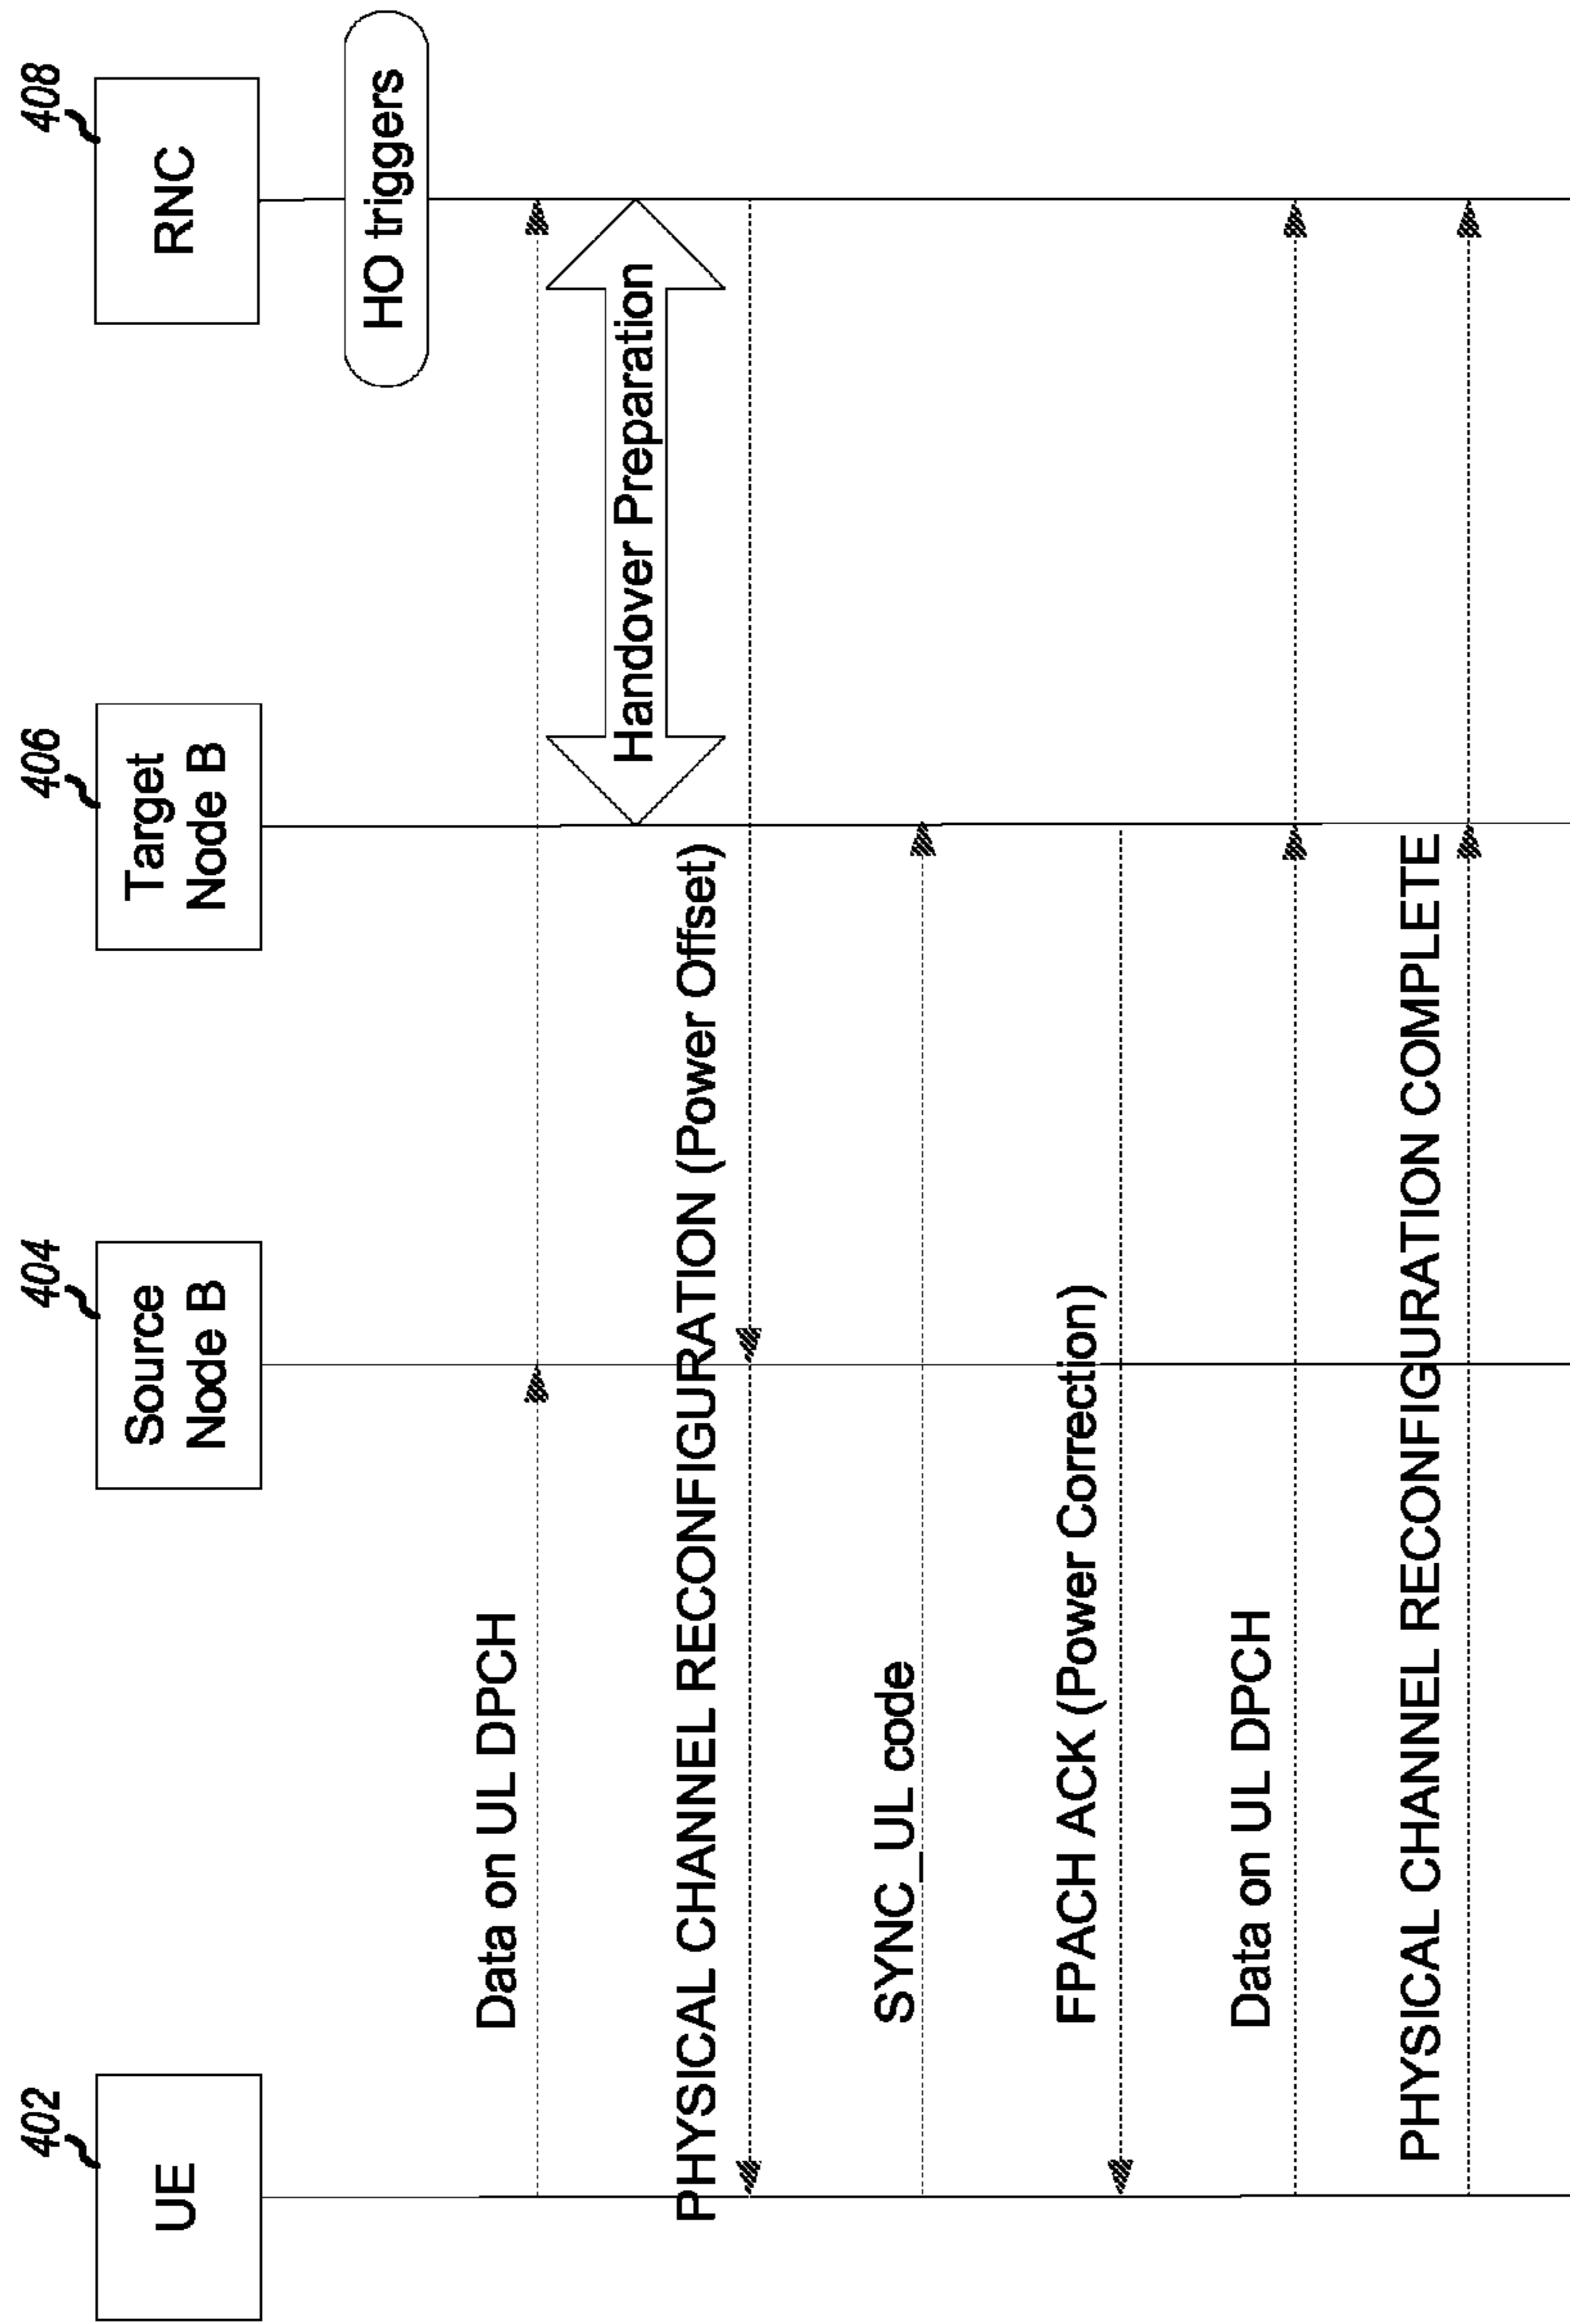 402
404
406
408
UE
Source
Node B
Target
Node B
RNC
HO triggers
Data on UL DPCH
Handover Preparation
PHYSICAL CHANNEL RECONFIGURATION (Power Offset)
SYNC_UL code
FPACH ACK (Power Correction)
Data on UL DPCH
PHYSICAL CHANNEL RECONFIGURATION COMPLETE